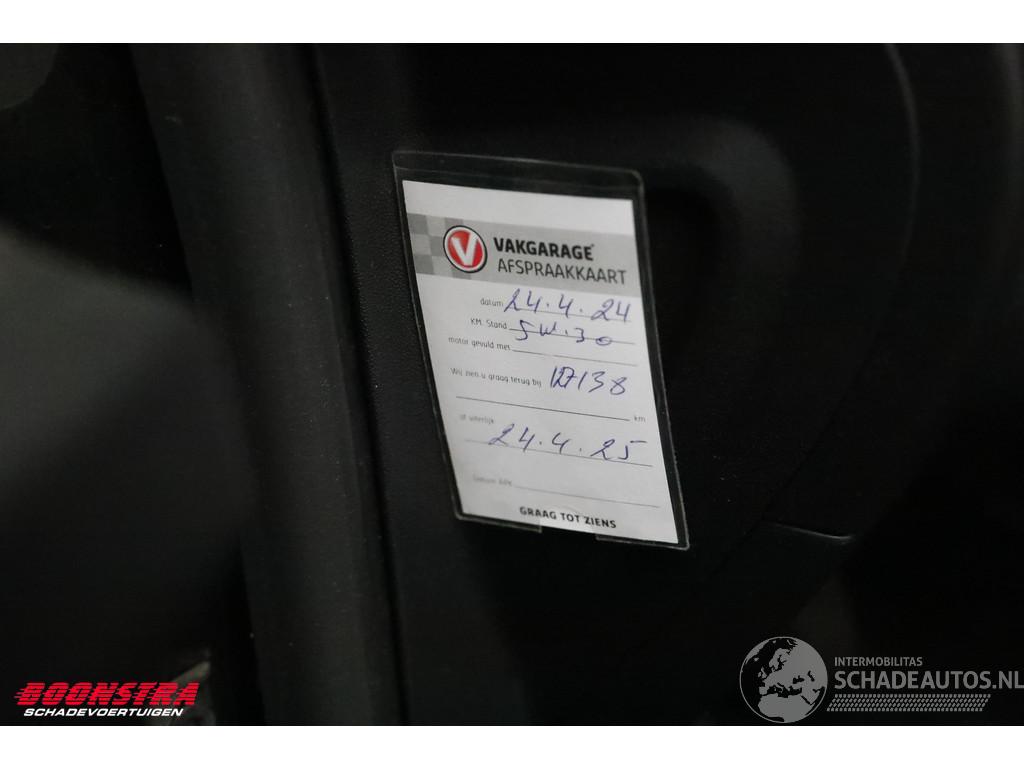 VAKGARAGE
AFSPRAAKKAART
datum 24.4.24
KM. Stand 5W.30
motor gevuld met
Wij zien u graag terug bij 127138
km
of uiterlijk
24.4.25
Datum APK
GRAAG TOT ZIENS
BOONSTRA
SCHADEVOERTUIGEN
INTERMOBILITAS
SCHADEAUTOS.NL